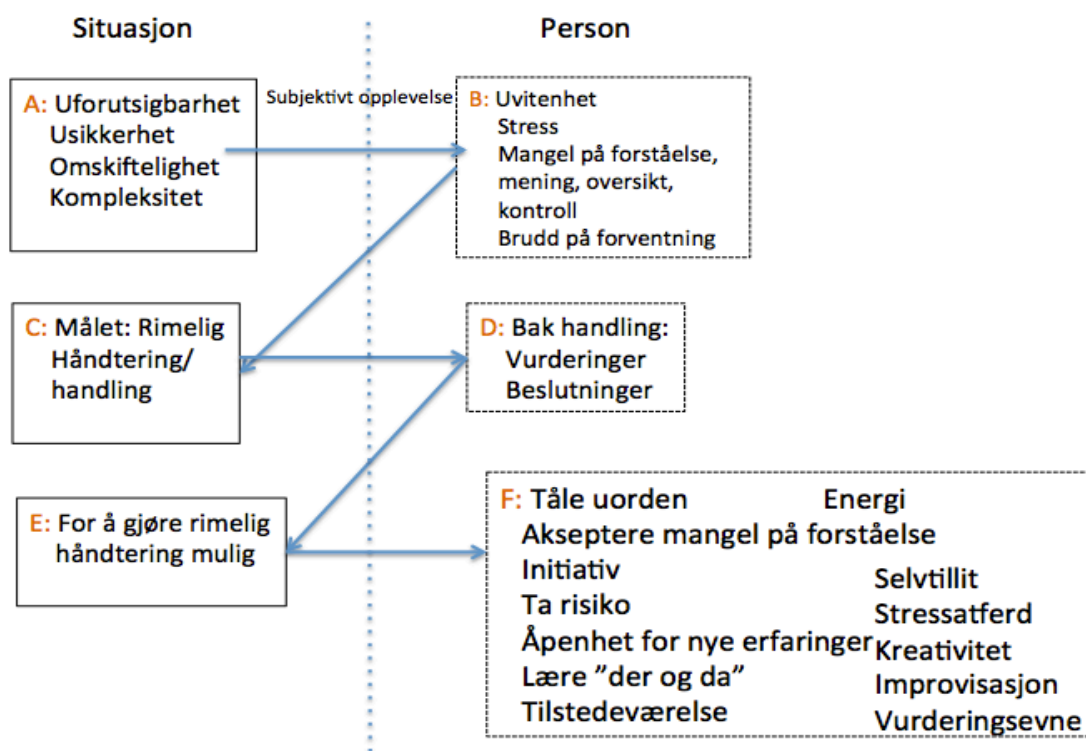 Situasjon
Person
A: Uforutsigbarhet
Usikkerhet
Omskiftelighet
Kompleksitet
Subjektivt opplevelse
B: Uvitenhet
Stress
Mangel på forståelse,
mening, oversikt,
kontroll
Brudd på forventning
C: Målet: Rimelig
Håndtering/
handling
D: Bak handling:
Vurderinger
Beslutninger
E: For å gjøre rimelig
håndtering mulig
F: Tåle uorden
Energi
Akseptere mangel på forståelse
Initiativ
Ta risiko
Åpenhet for nye erfaringer
Lære ”der og da”
Tilstedeværelse
Selvtillit
Stressatferd
Kreativitet
Improvisasjon
Vurderingsevne